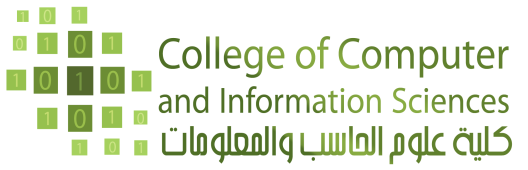 1 0 1
0 1 0 1
1 0 1 0 1
1 0 1 0
1 0 1
College of Computer
and Information Sciences
كلية علوم الحاسب والمعلومات